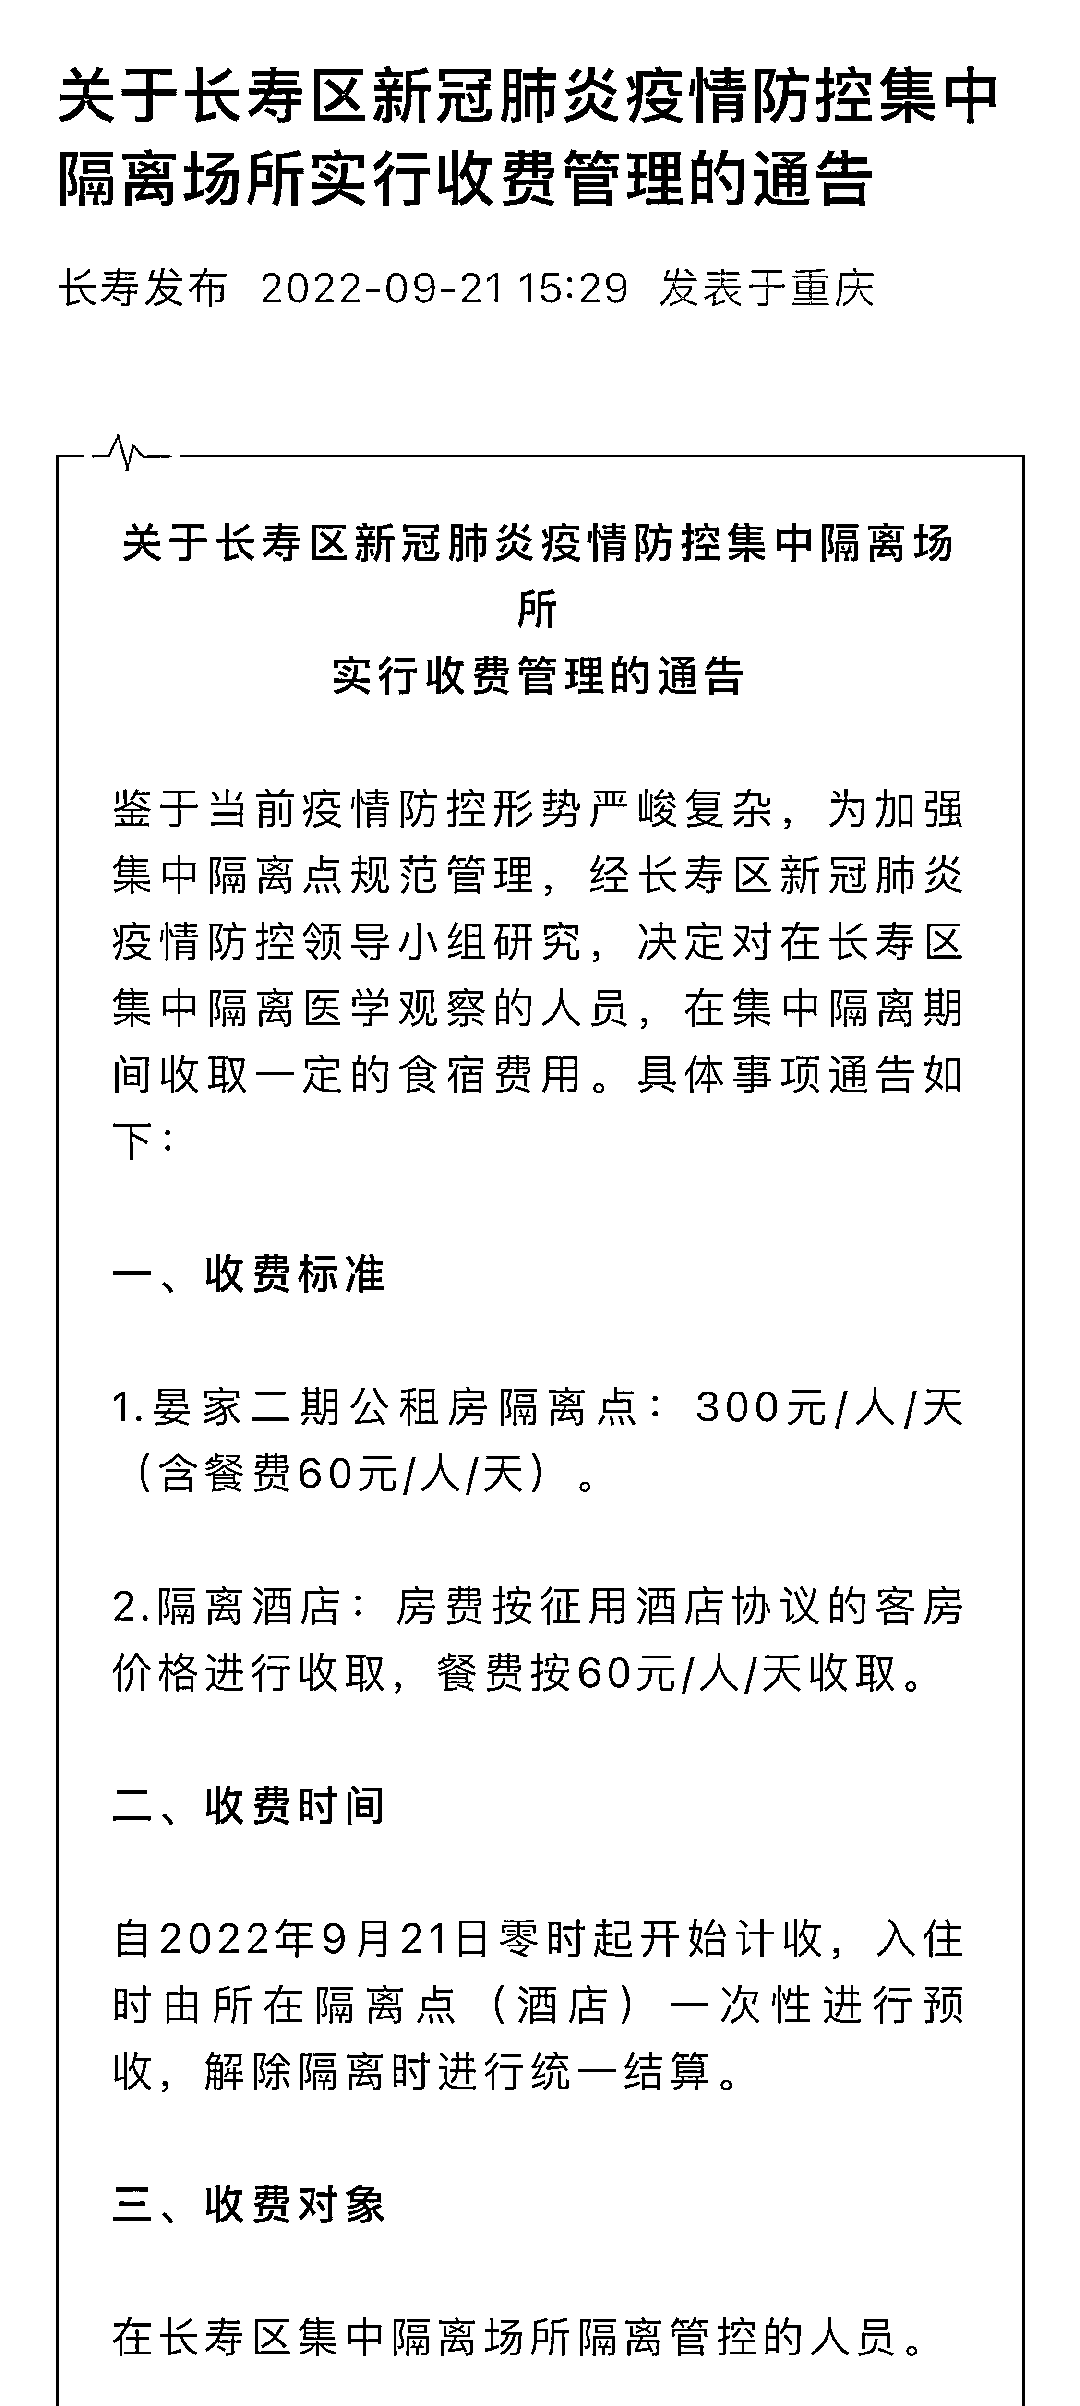 关于长寿区新冠肺炎疫情防控集中
隔离场所实行收费管理的通告
长寿发布 2022-09-21 15:29 发表于重庆
关于长寿区新冠肺炎疫情防控集中隔离场
所
实行收费管理的通告
鉴于当前疫情防控形势严峻复杂，为加强
集中隔离点规范管理，经长寿区新冠肺炎
疫情防控领导小组研究，决定对在长寿区
集中隔离医学观察的人员，在集中隔离期
间收取一定的食宿费用。具体事项通告如
下：
一、收费标准
1.晏家二期公租房隔离点：300元/人/天
（含餐费60元/人/天）。
2.隔离酒店：房费按征用酒店协议的客房
价格进行收取，餐费按60元/人/天收取。
二、收费时间
自2022年9月21日零时起开始计收，入住
时由所在隔离点（酒店）一次性进行预
收，解除隔离时进行统一结算。
三、收费对象
在长寿区集中隔离场所隔离管控的人员。